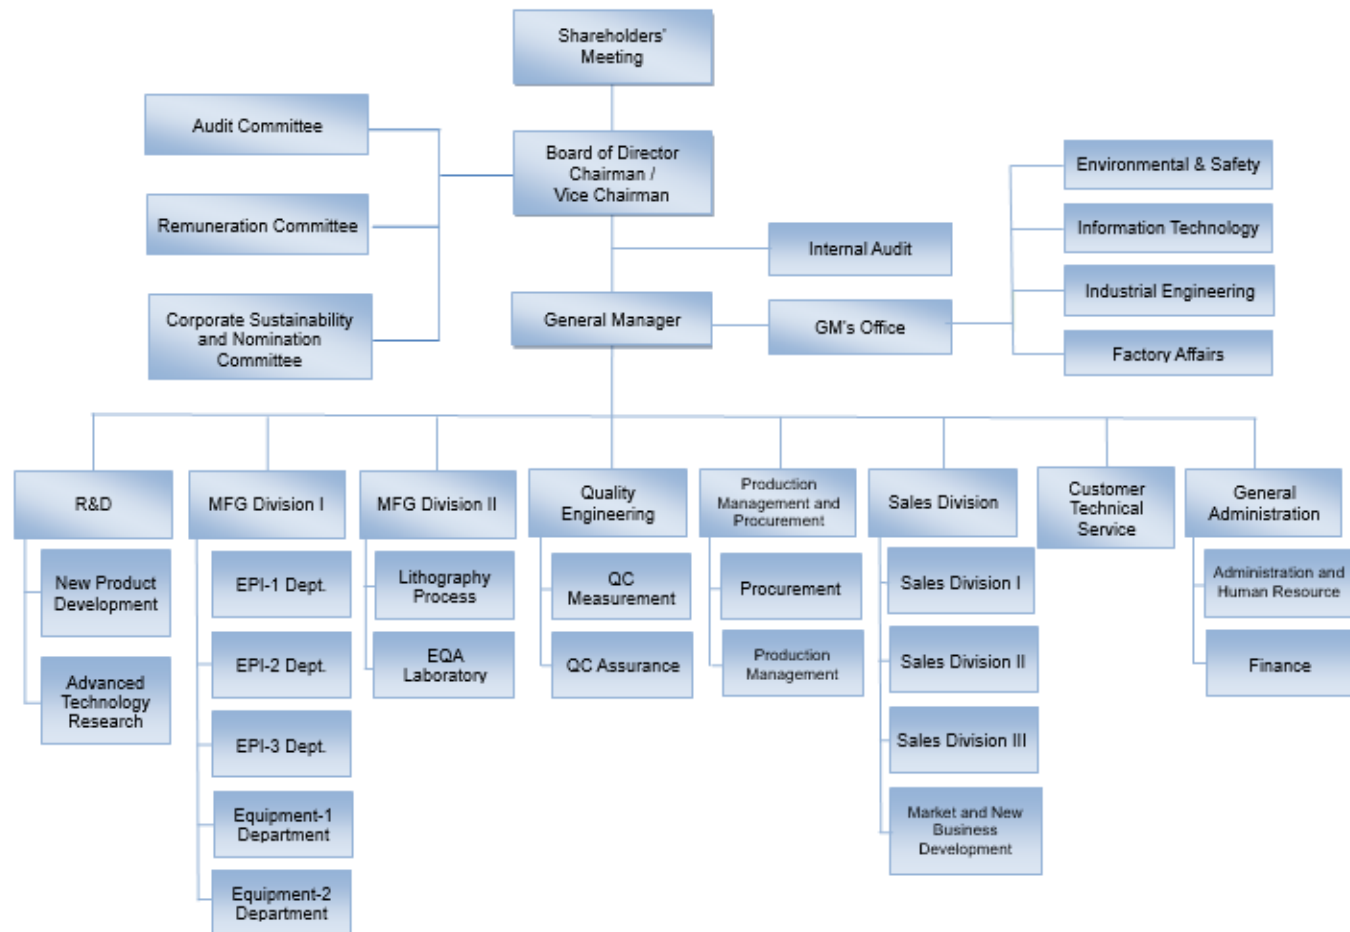 Shareholders'
Meeting
Audit Committee
Board of Director
Chairman /
Vice Chairman
Environmental & Safety
Remuneration Committee
Information Technology
Internal Audit
Industrial Engineering
Corporate Sustainability
and Nomination
Committee
General Manager
GM's Office
Factory Affairs
R&D
MFG Division I
MFG Division II
Quality
Engineering
Production
Management and
Procurement
Sales Division
Customer
Technical
Service
General
Administration
New Product
Development
Advanced
Technology
Research
EPI-1 Dept.
EPI-2 Dept.
EPI-3 Dept.
Equipment-1
Department
Equipment-2
Department
Lithography
Process
EQA
Laboratory
QC
Measurement
QC Assurance
Procurement
Production
Management
Sales Division I
Sales Division II
Sales Division III
Market and New
Business
Development
Administration and
Human Resource
Finance